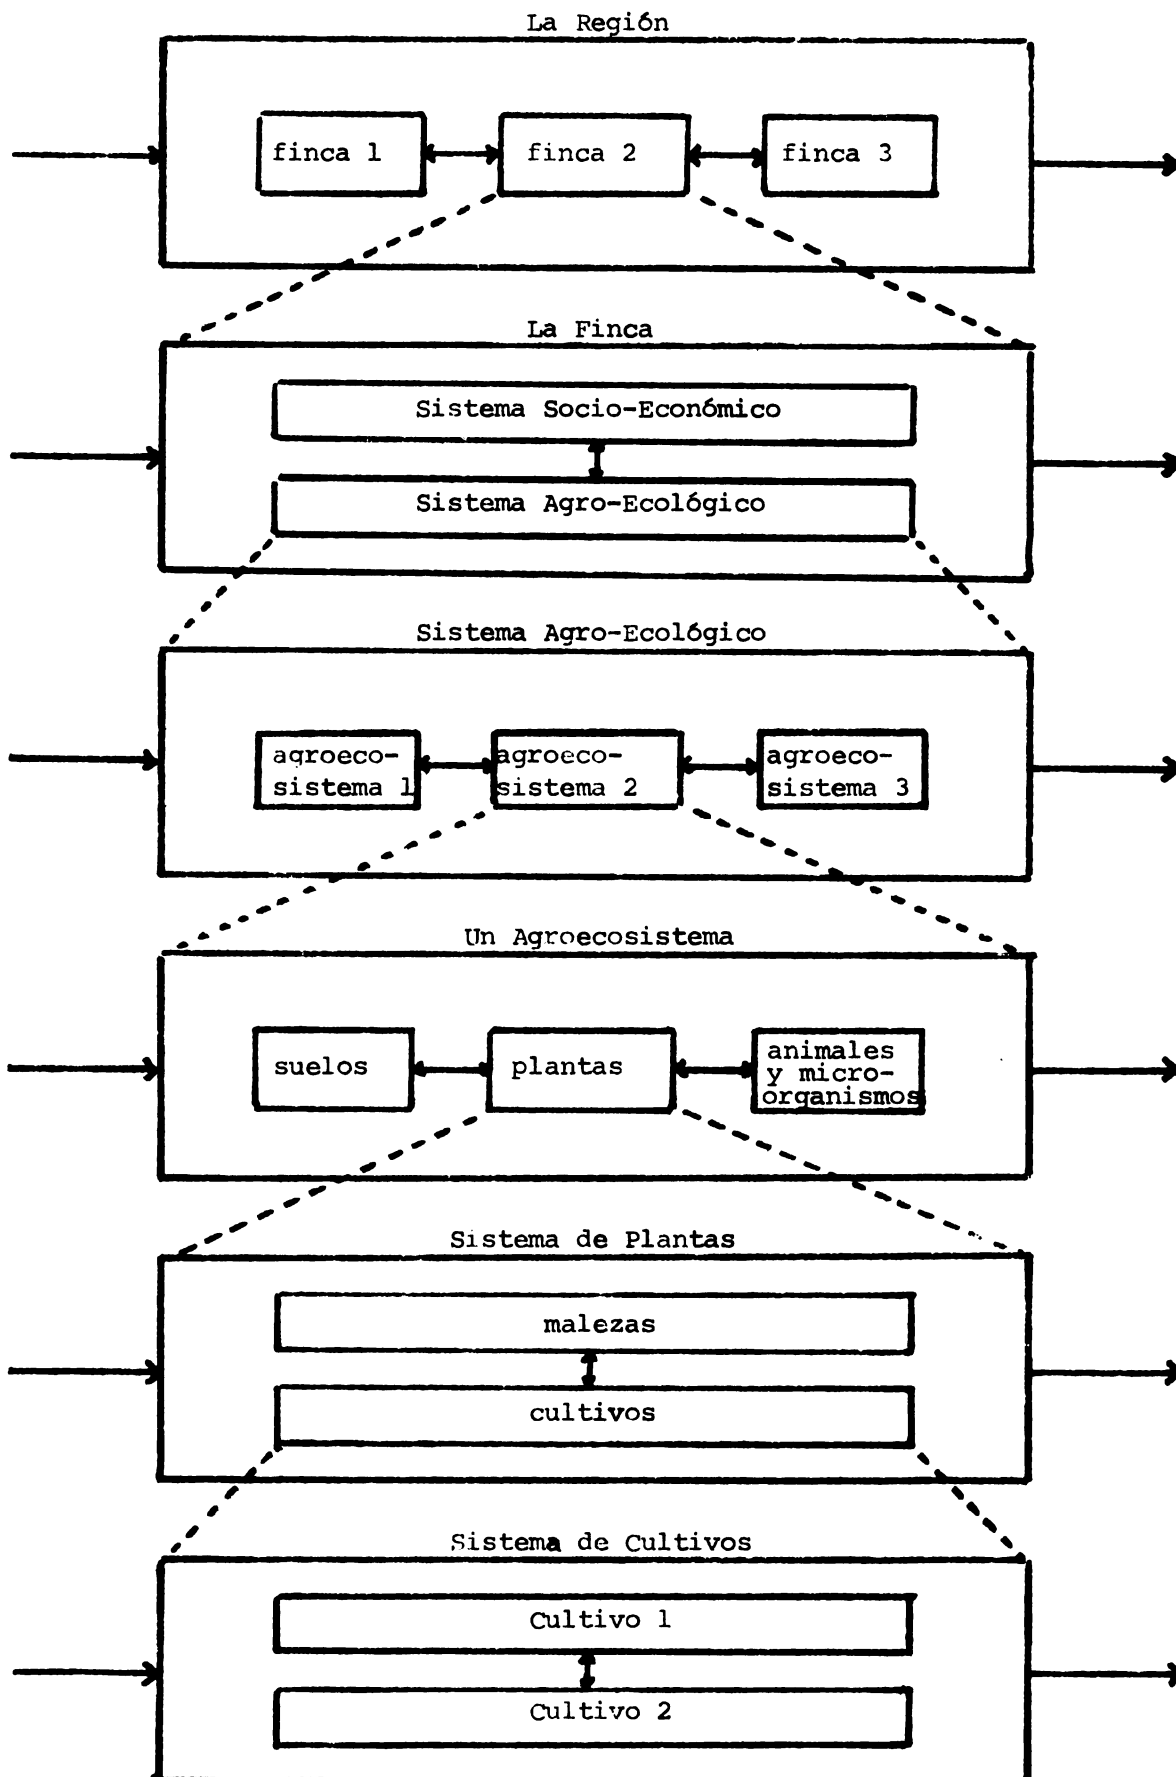 La Región
finca 1 finca 2 finca 3
La Finca
Sistema Socio-Económico
Sistema Agro-Ecológico
Sistema Agro-Ecológico
agroeco- agroeco- agroeco-
sistema 1 sistema 2 sistema 3
Un Agroecosistema
suelos plantas animales
y micro-
organismos
Sistema de Plantas
malezas
cultivos
Sistema de Cultivos
Cultivo 1
Cultivo 2